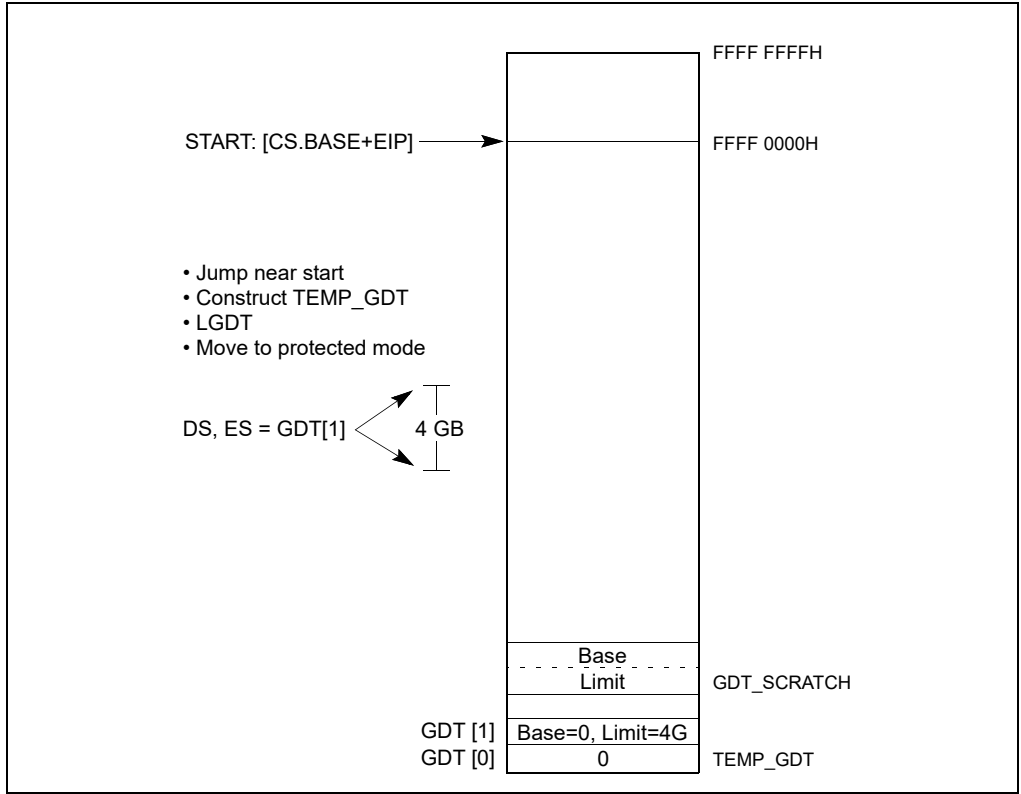 FFFF FFFFH
START: [CS.BASE+EIP]
FFFF 0000H
• Jump near start
• Construct TEMP_GDT
• LGDT
• Move to protected mode
DS, ES = GDT[1]
4 GB
Base
Limit
GDT_SCRATCH
GDT [1]
Base=0, Limit=4G
GDT [0]
0
TEMP_GDT